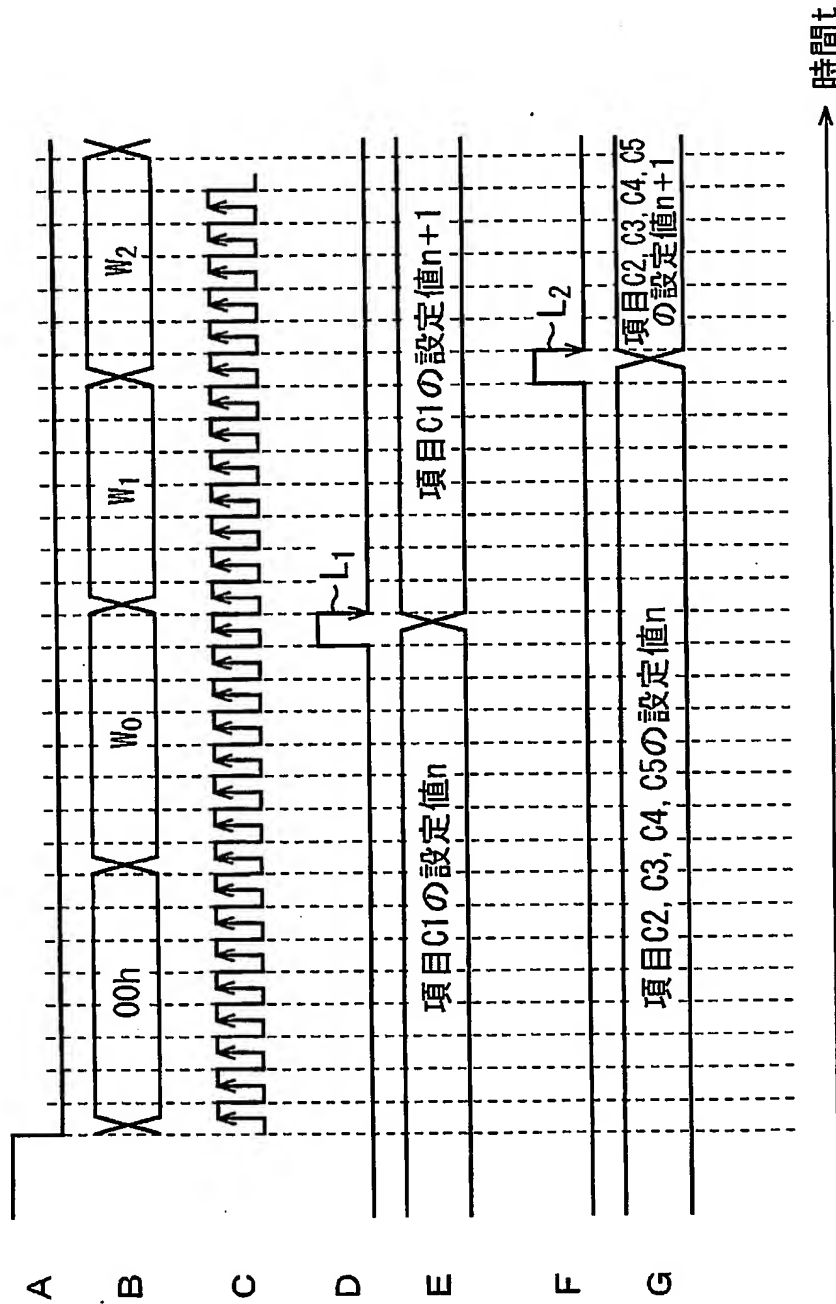 A
B
00h
W0
W1
W2
C
D
L1
E
項目C1の設定値n
項目C1の設定値n+1
F
L2
G
項目C2, C3, C4, C5の設定値n
項目C2, C3, C4, C5
の設定値n+1
時間t